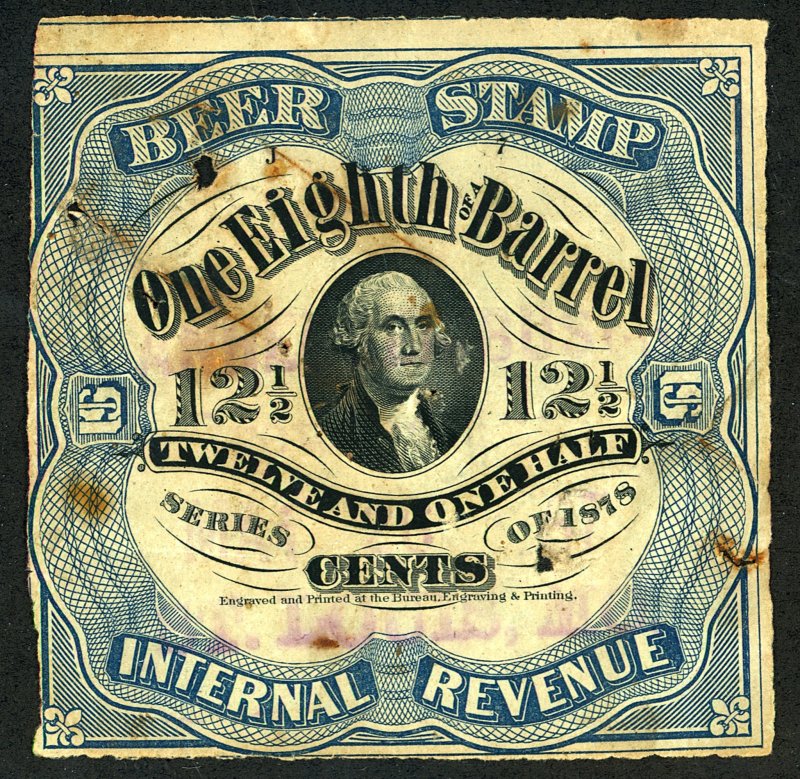 BEER STAMP
J 7
One Eighth OF A Barrel
12 1/2 12 1/2
TWELVE AND ONE HALF
SERIES OF 1878
CENTS
Engraved and Printed at the Bureau, Engraving & Printing.
INTERNAL REVENUE